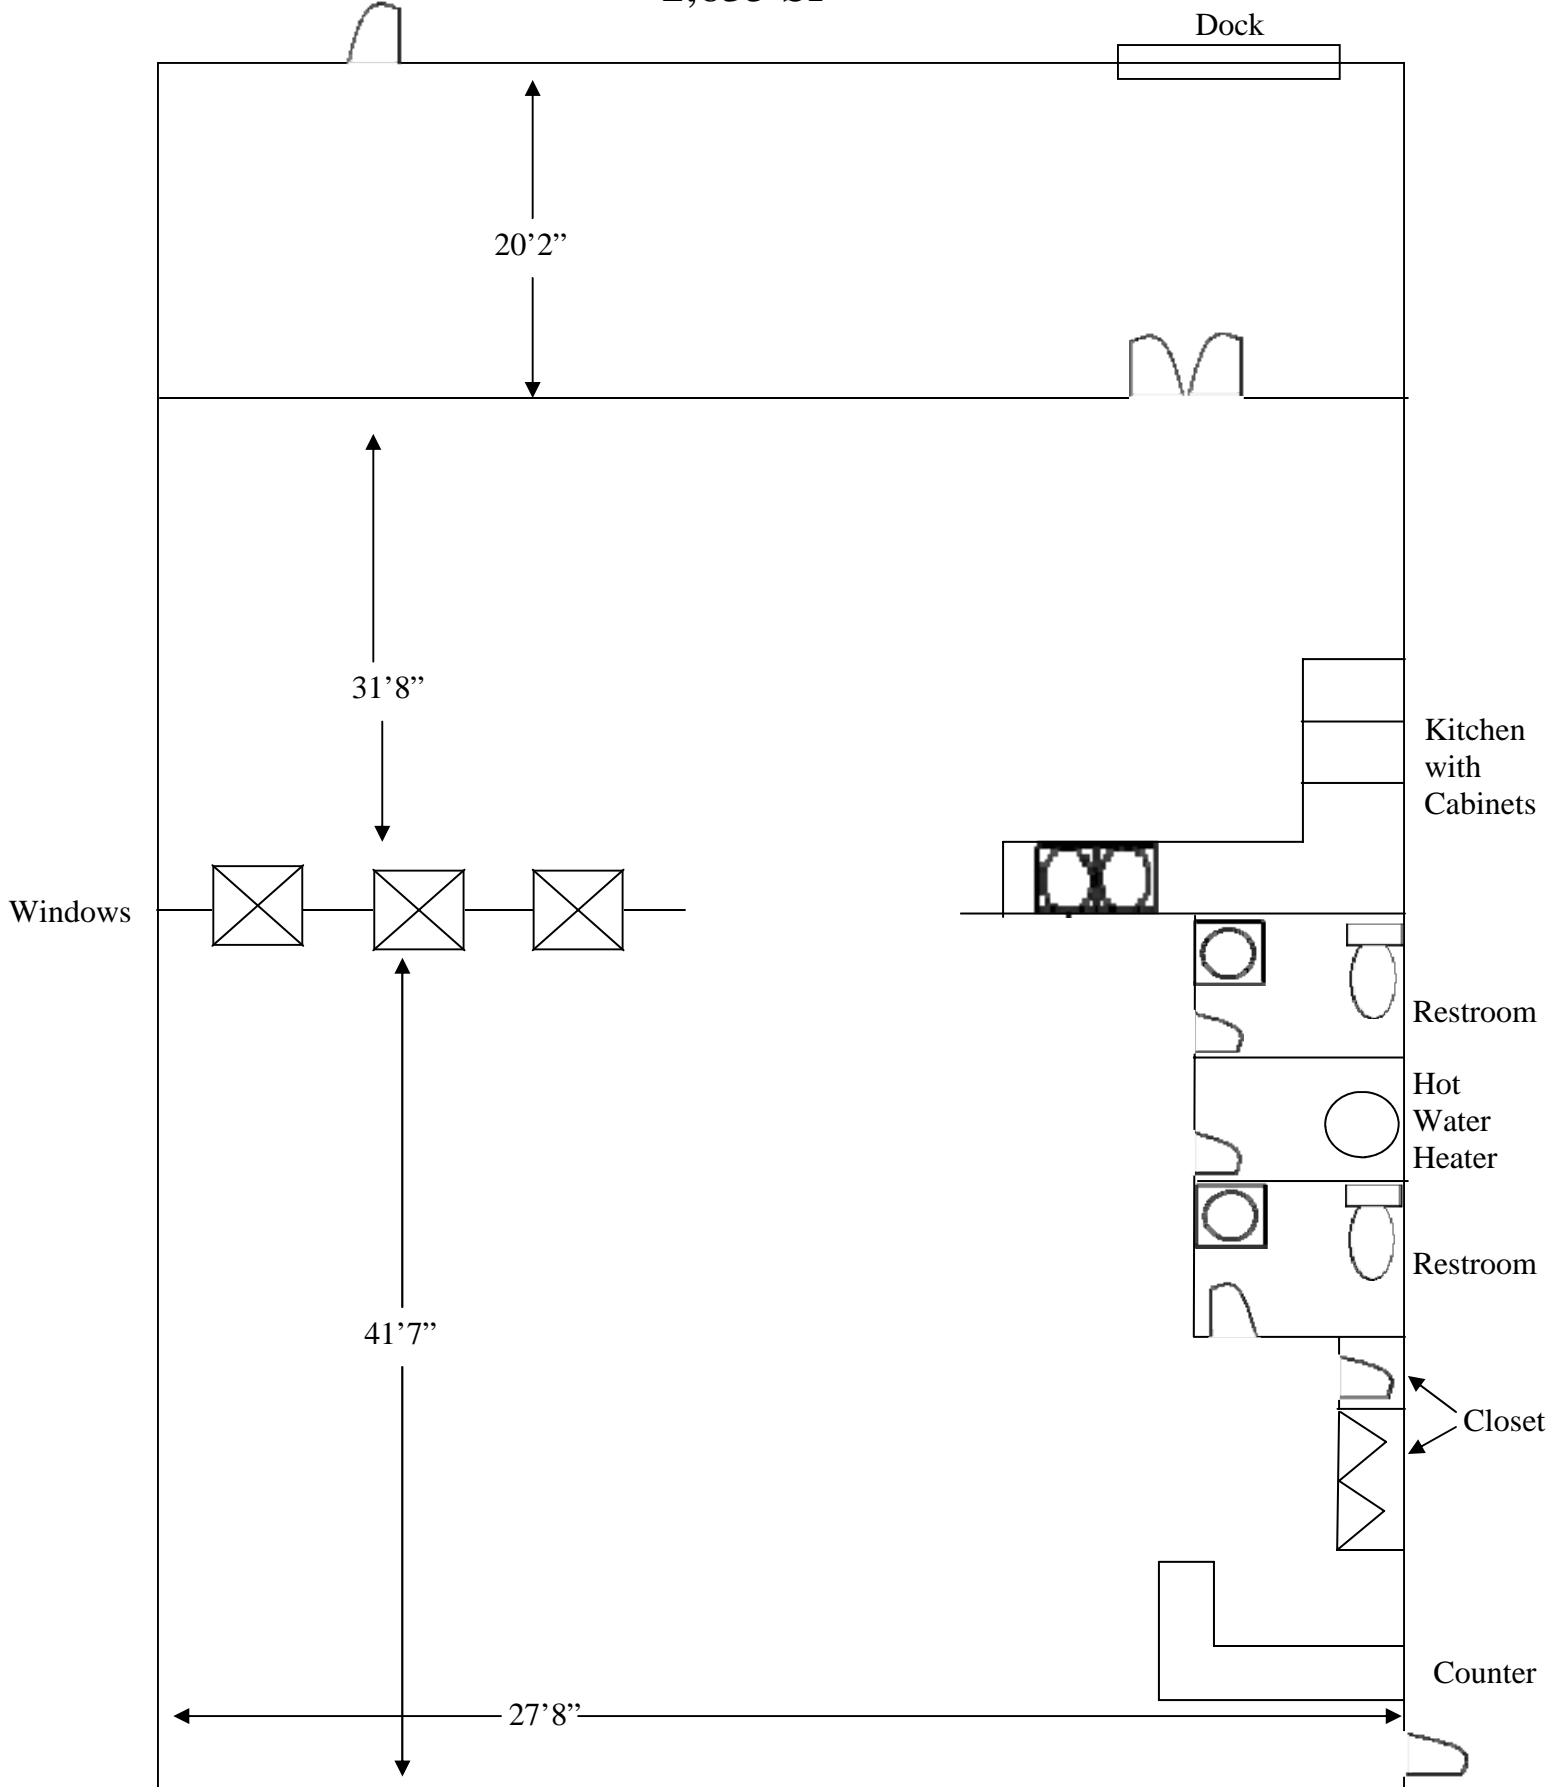 Dock
20’2”
31’8”
Kitchen
with
Cabinets
Windows
Restroom
Hot
Water
Heater
Restroom
41’7”
Closet
Counter
27’8”